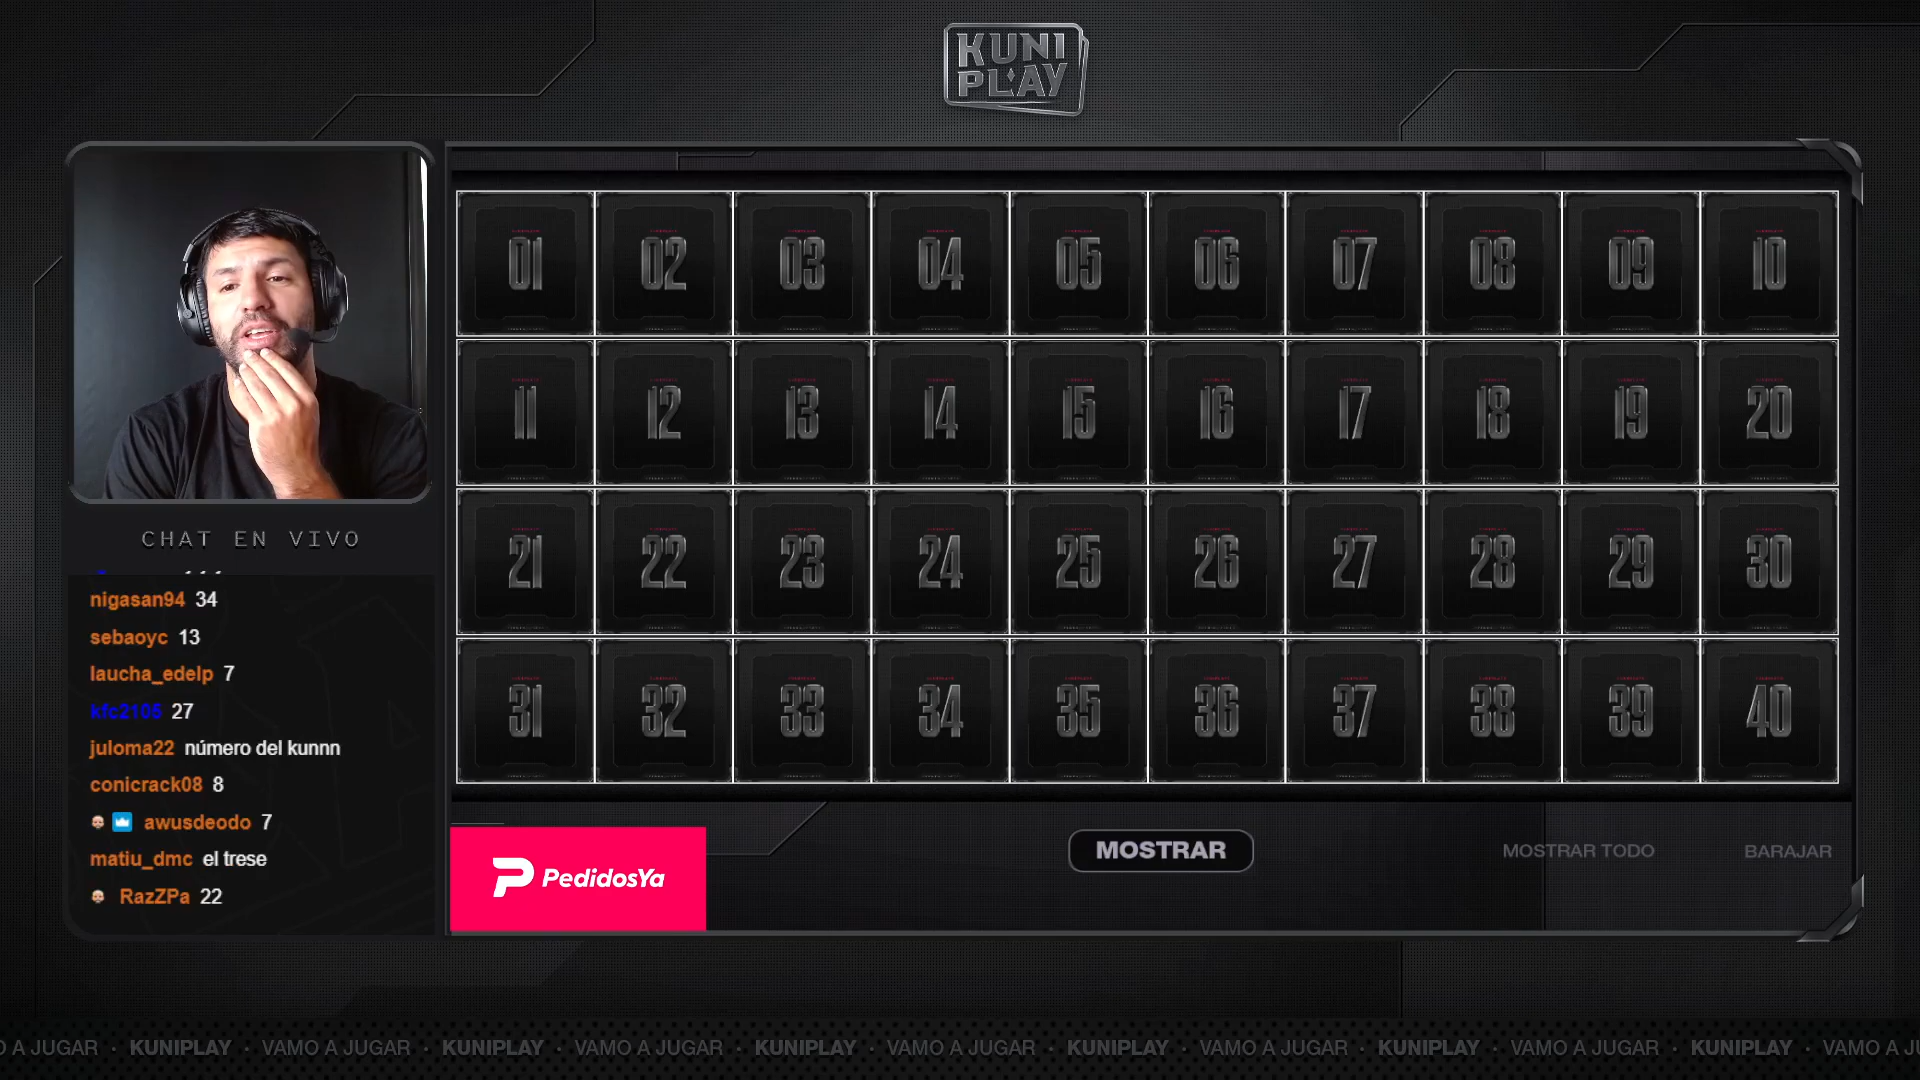 KUNI
PLAY
01 02 03 04 05 06 07 08 09 10
11 12 13 14 15 16 17 18 19 20
21 22 23 24 25 26 27 28 29 30
31 32 33 34 35 36 37 38 39 40
CHAT EN VIVO
nigasan94 34
sebaoyc 13
laucha_edelp 7
kfc2105 27
juloma22 número del kunnn
conicrack08 8
awusdeodo 7
matiu_dmc el trese
RazZPa 22
PedidosYa
MOSTRAR
MOSTRAR TODO
BARAJAR
O A JUGAR · KUNIPLAY · VAMO A JUGAR · KUNIPLAY · VAMO A JUGAR · KUNIPLAY · VAMO A JUGAR · KUNIPLAY · VAMO A JUGAR · KUNIPLAY · VAMO A JUGAR · KUNIPLAY · VAMO A JU